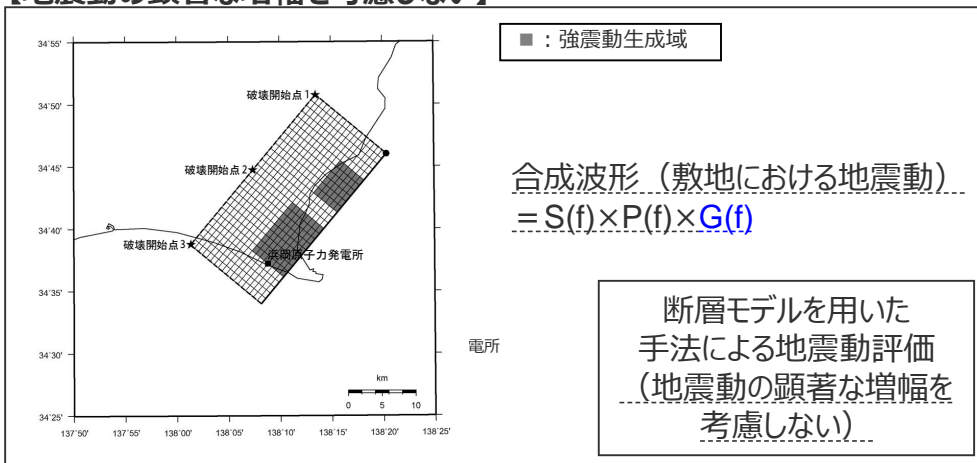 【地震動の顕著な増幅を考慮しない】
■：強震動生成域
34˚55'
34˚50'
34˚45'
34˚40'
34˚35'
34˚30'
34˚25'
137˚50'
137˚55'
138˚00'
138˚05'
138˚10'
138˚15'
138˚20'
138˚25'
破壊開始点1
破壊開始点2
破壊開始点3
浜岡原子力発電所
km
0 5 10
電所
合成波形（敷地における地震動）
＝S(f)×P(f)×G(f)
断層モデルを用いた
手法による地震動評価
（地震動の顕著な増幅を
考慮しない）